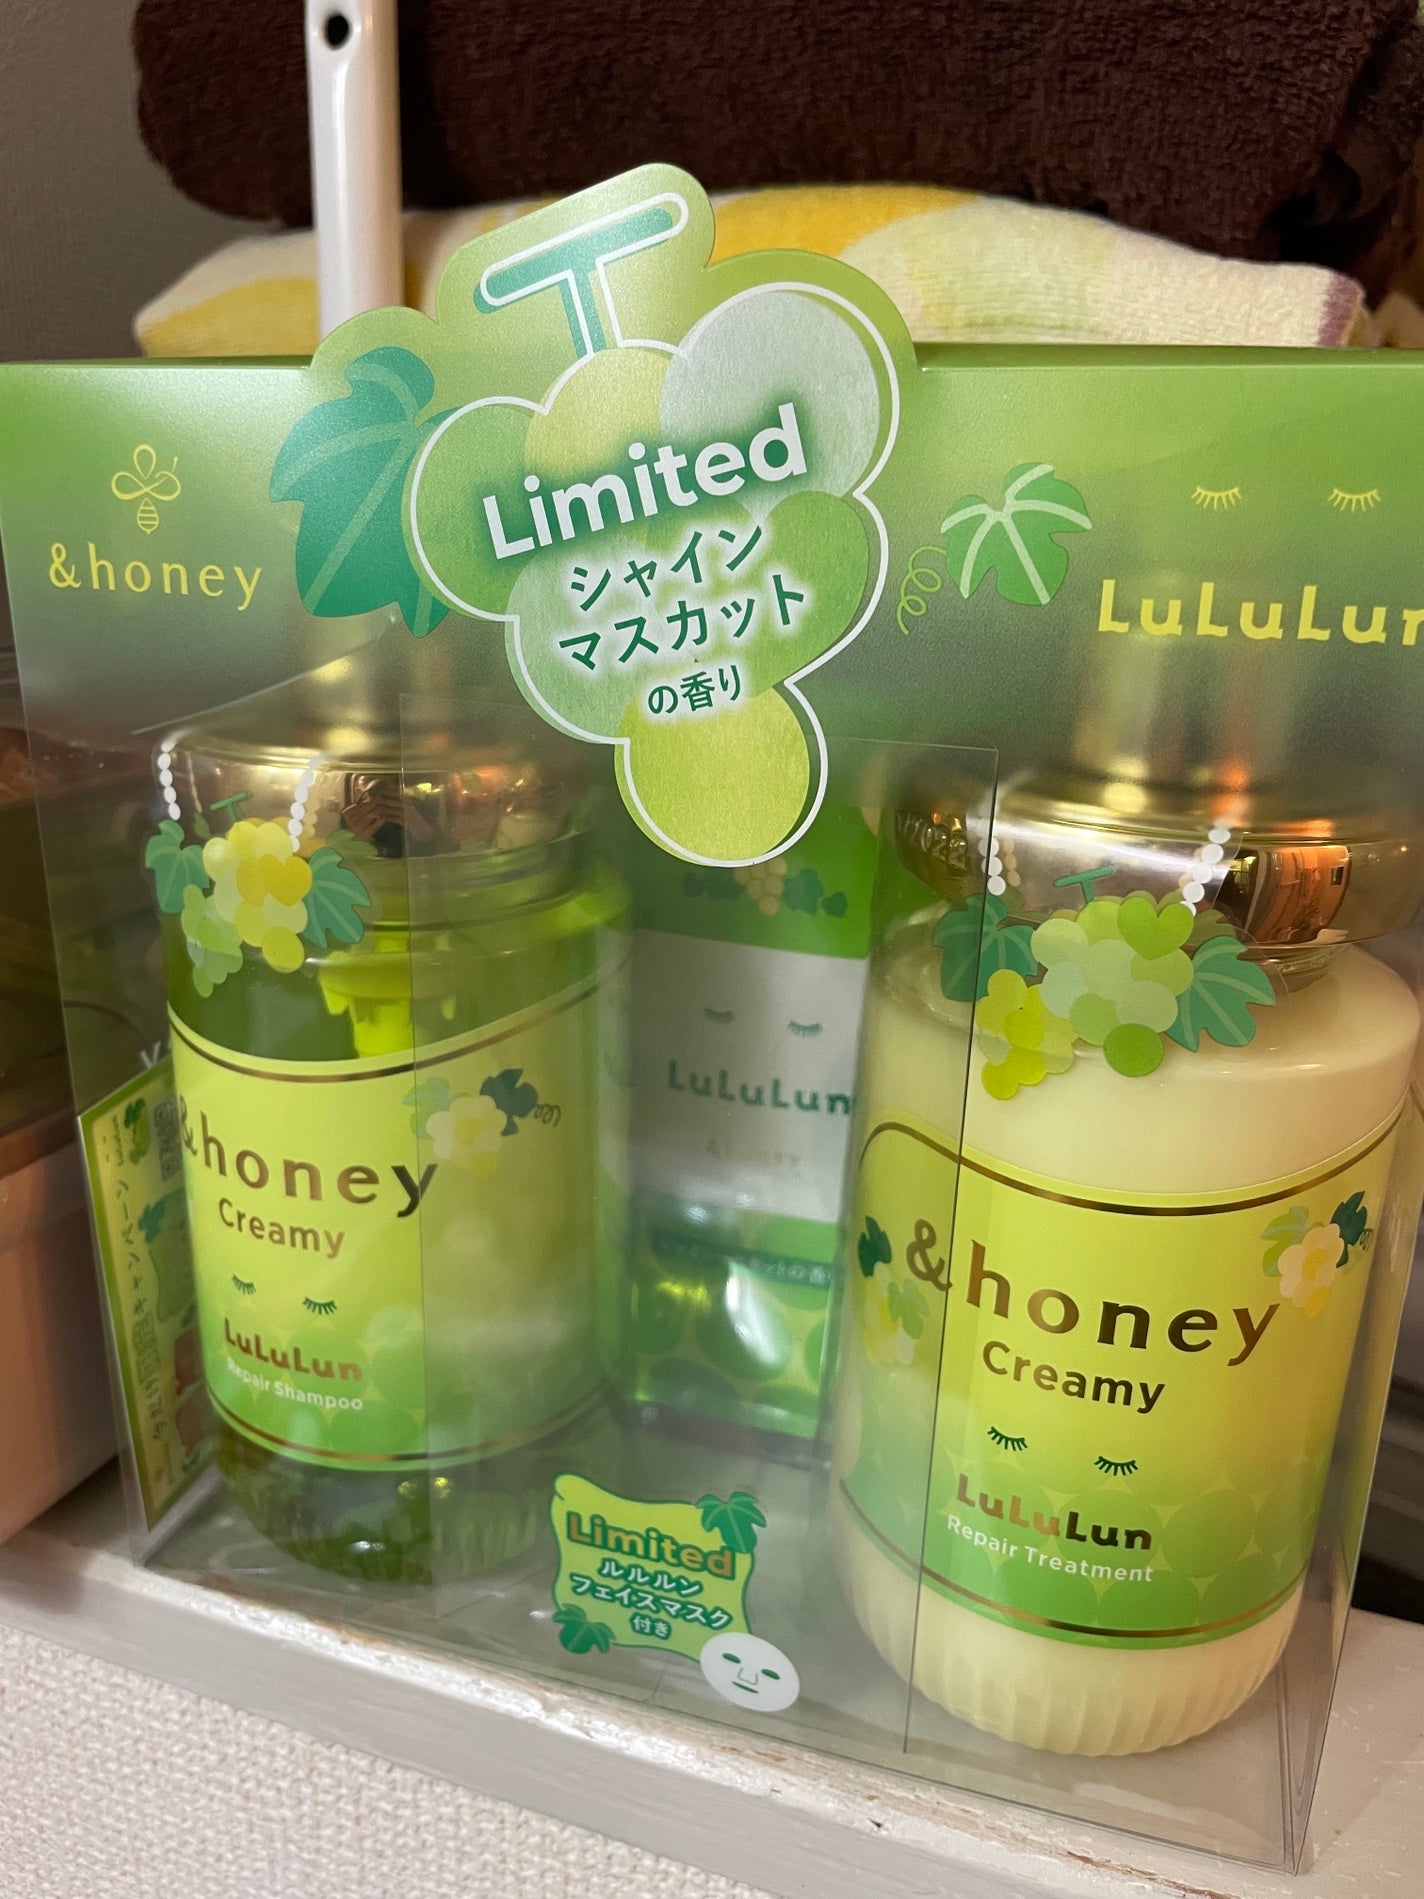 &honey
Limited
シャイン
マスカット
の香り
LuLuLun
&honey
Creamy
LuLuLun
Repair Shampoo
LuLuLun
&honey
&honey
Creamy
LuLuLun
Repair Treatment
Limited
ルルルン
フェイスマスク
付き